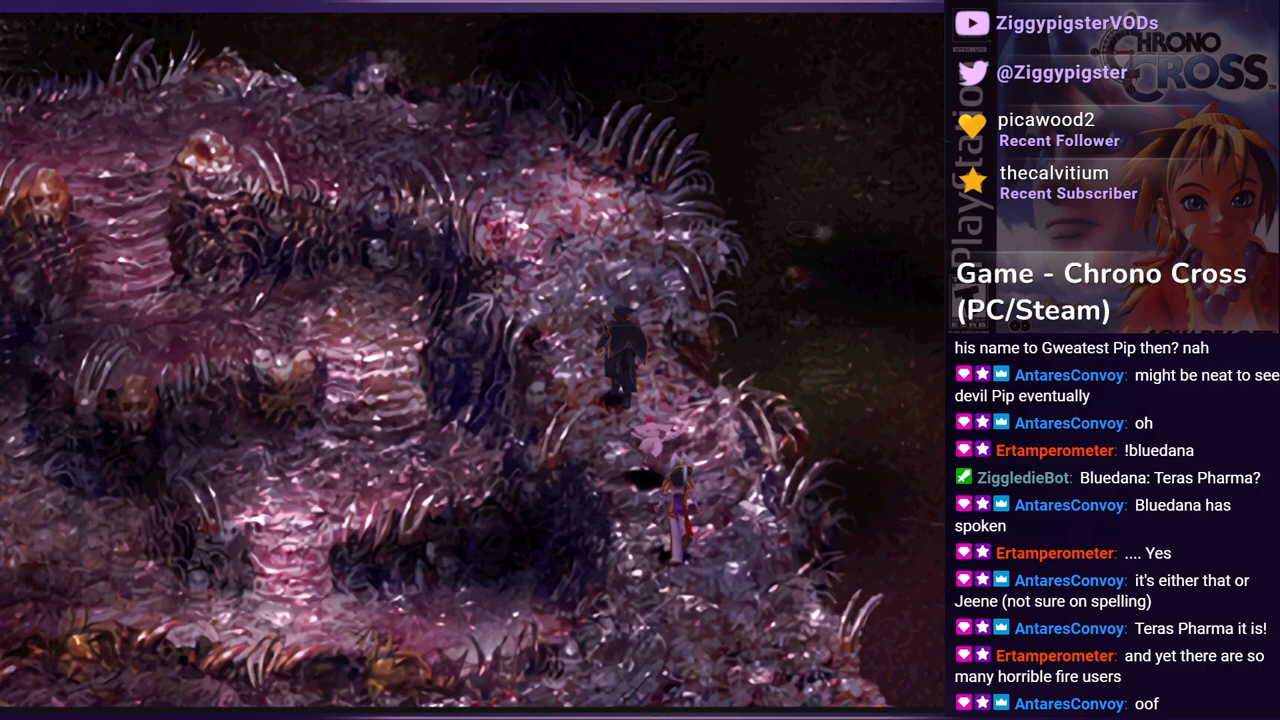 ZiggypigsterVODs
@Ziggypigster
picawood2
Recent Follower
thecalvitium
Recent Subscriber
CHRONO
CROSS
PlayStation
Game - Chrono Cross
(PC/Steam)
his name to Gweatest Pip then? nah
AntaresConvoy: might be neat to see
devil Pip eventually
AntaresConvoy: oh
Ertamperometer: !bluedana
ZiggledieBot: Bluedana: Teras Pharma?
AntaresConvoy: Bluedana has
spoken
Ertamperometer: .... Yes
AntaresConvoy: it's either that or
Jeene (not sure on spelling)
AntaresConvoy: Teras Pharma it is!
Ertamperometer: and yet there are so
many horrible fire users
AntaresConvoy: oof